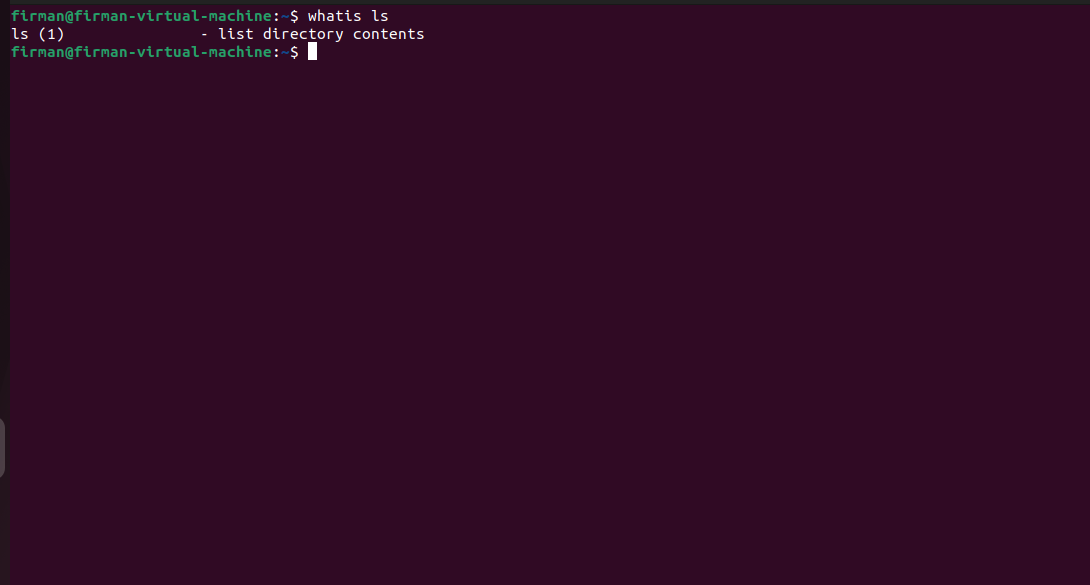 firman@firman-virtual-machine:~$ whatis ls
ls (1)               - list directory contents
firman@firman-virtual-machine:~$